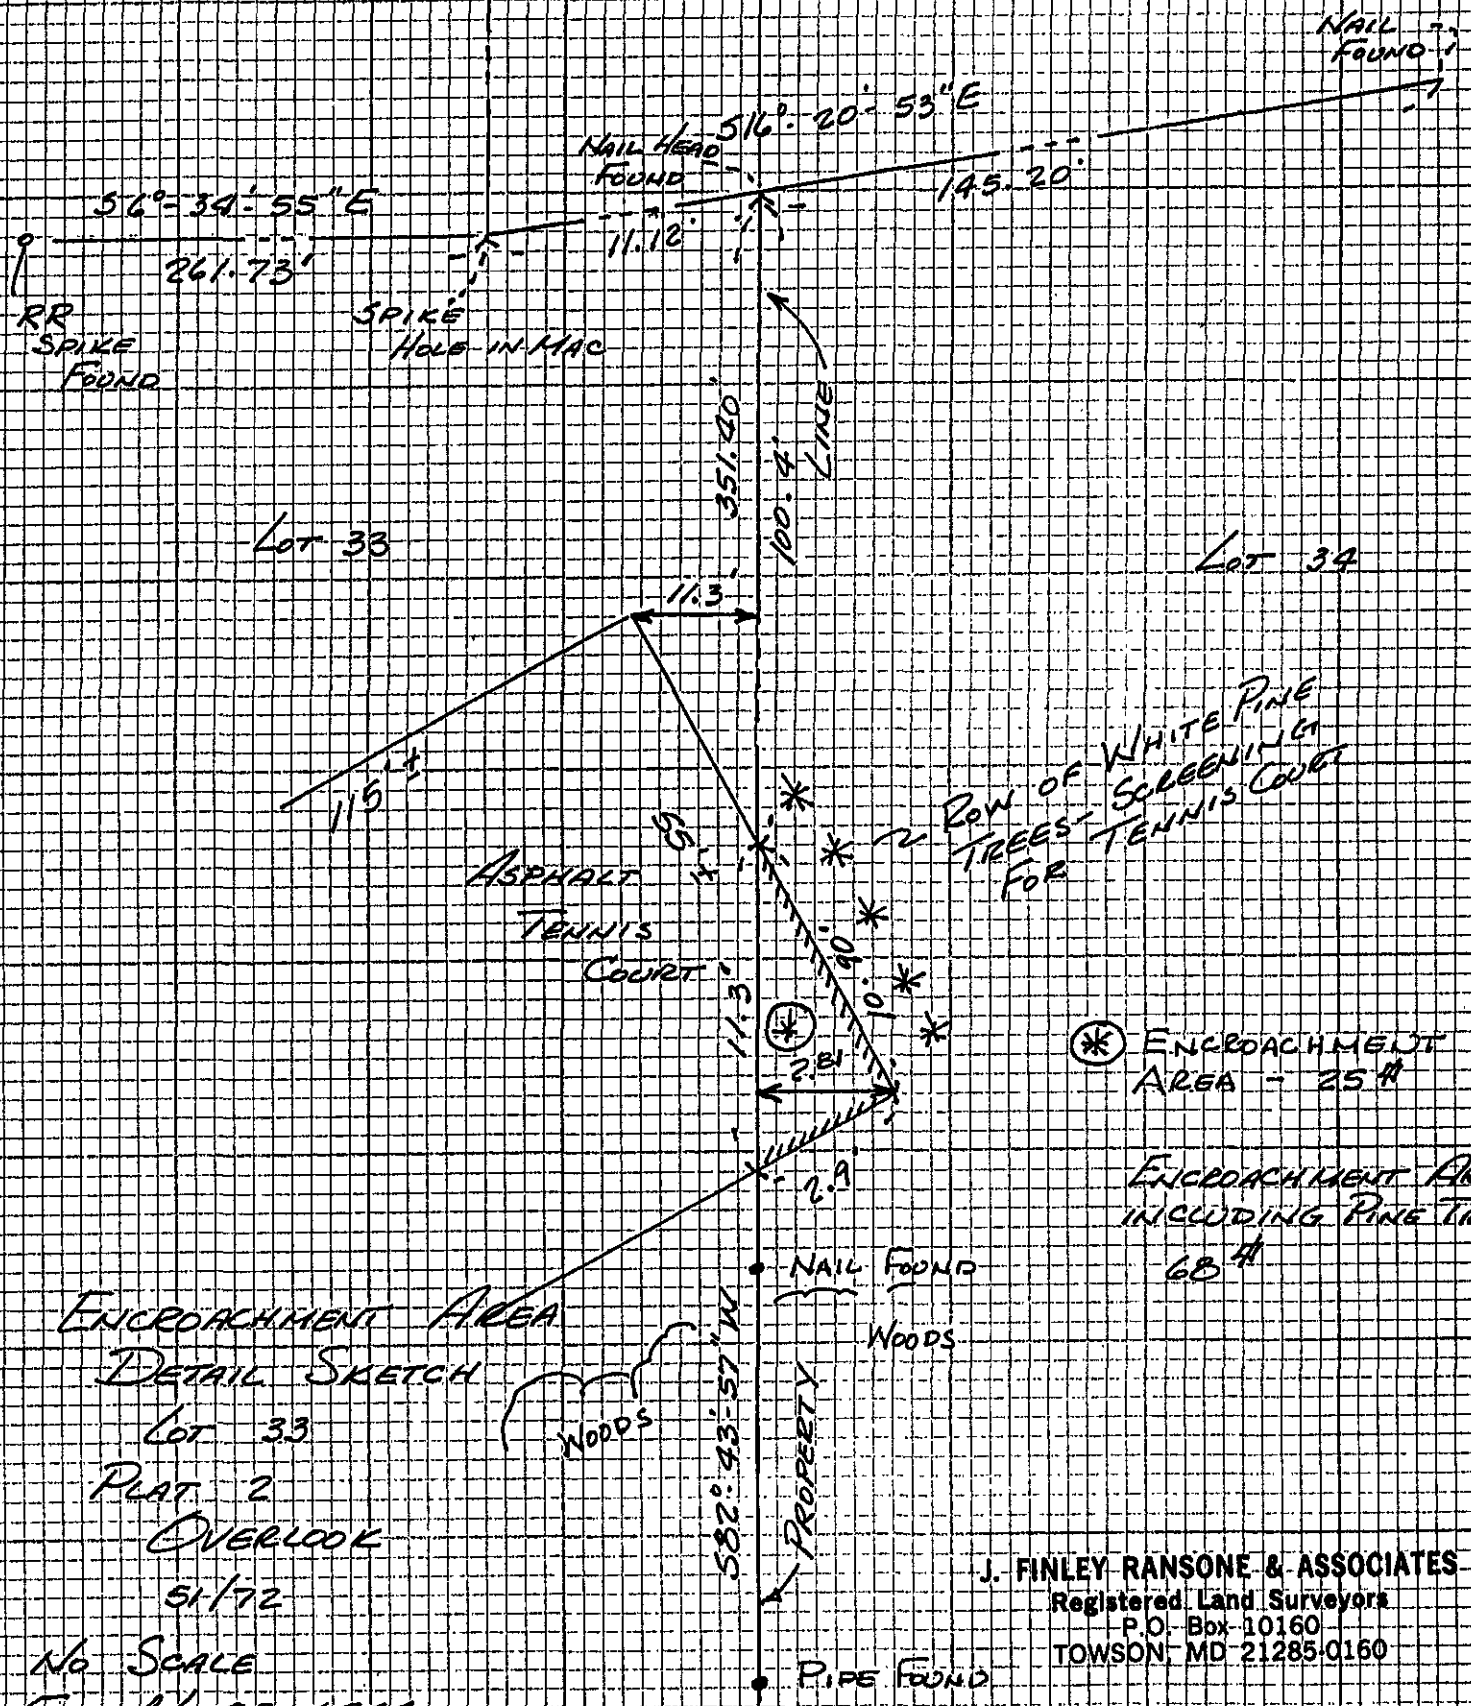 NAIL
FOUND
S16°-20'-53"E
NAIL HEAD
FOUND
145.20'
S6°-34'-55"E
11.12'
261.73'
RR
SPIKE
FOUND
SPIKE
HOLE IN MAC
351.40'
100.4'
LINE
LOT 33
LOT 34
11.3'
115'±
55'±
ROW OF WHITE PINE
TREES - SCREENING
FOR TENNIS COURT
ASPHALT
TENNIS
COURT
11.3'
10.90'
2.81
ENCROACHMENT
AREA - 25
2.9'
ENCROACHMENT
INCLUDING PINE
68
NAIL FOUND
WOODS
WOODS
S82°-43'-57"W
PROPERTY
ENCROACHMENT AREA
DETAIL SKETCH
LOT 33
PLAT 2
OVERLOOK
51/72
NO SCALE
J. FINLEY RANSONE & ASSOCIATES
Registered Land Surveyors
P.O. Box 10160
TOWSON, MD 21285-0160
PIPE FOUND